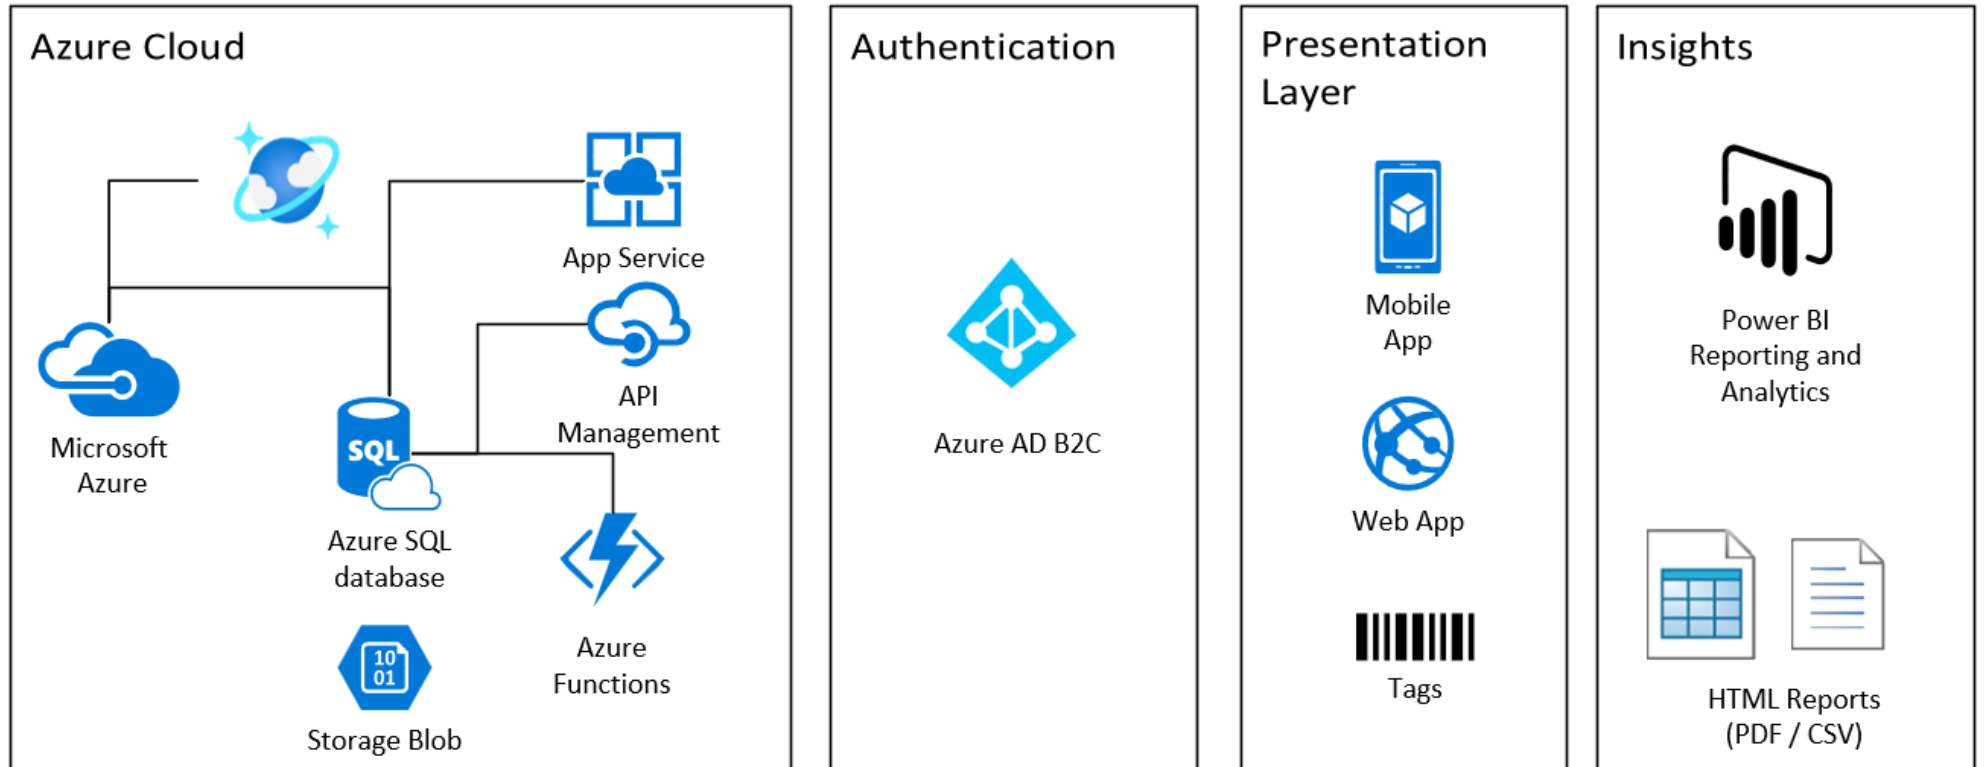 Azure Cloud
App Service
API
Management
Microsoft
Azure
SQL
Azure SQL
database
Azure
Functions
10
01
Storage Blob
Authentication
Azure AD B2C
Presentation
Layer
Mobile
App
Web App
Tags
Insights
Power BI
Reporting and
Analytics
HTML Reports
(PDF / CSV)